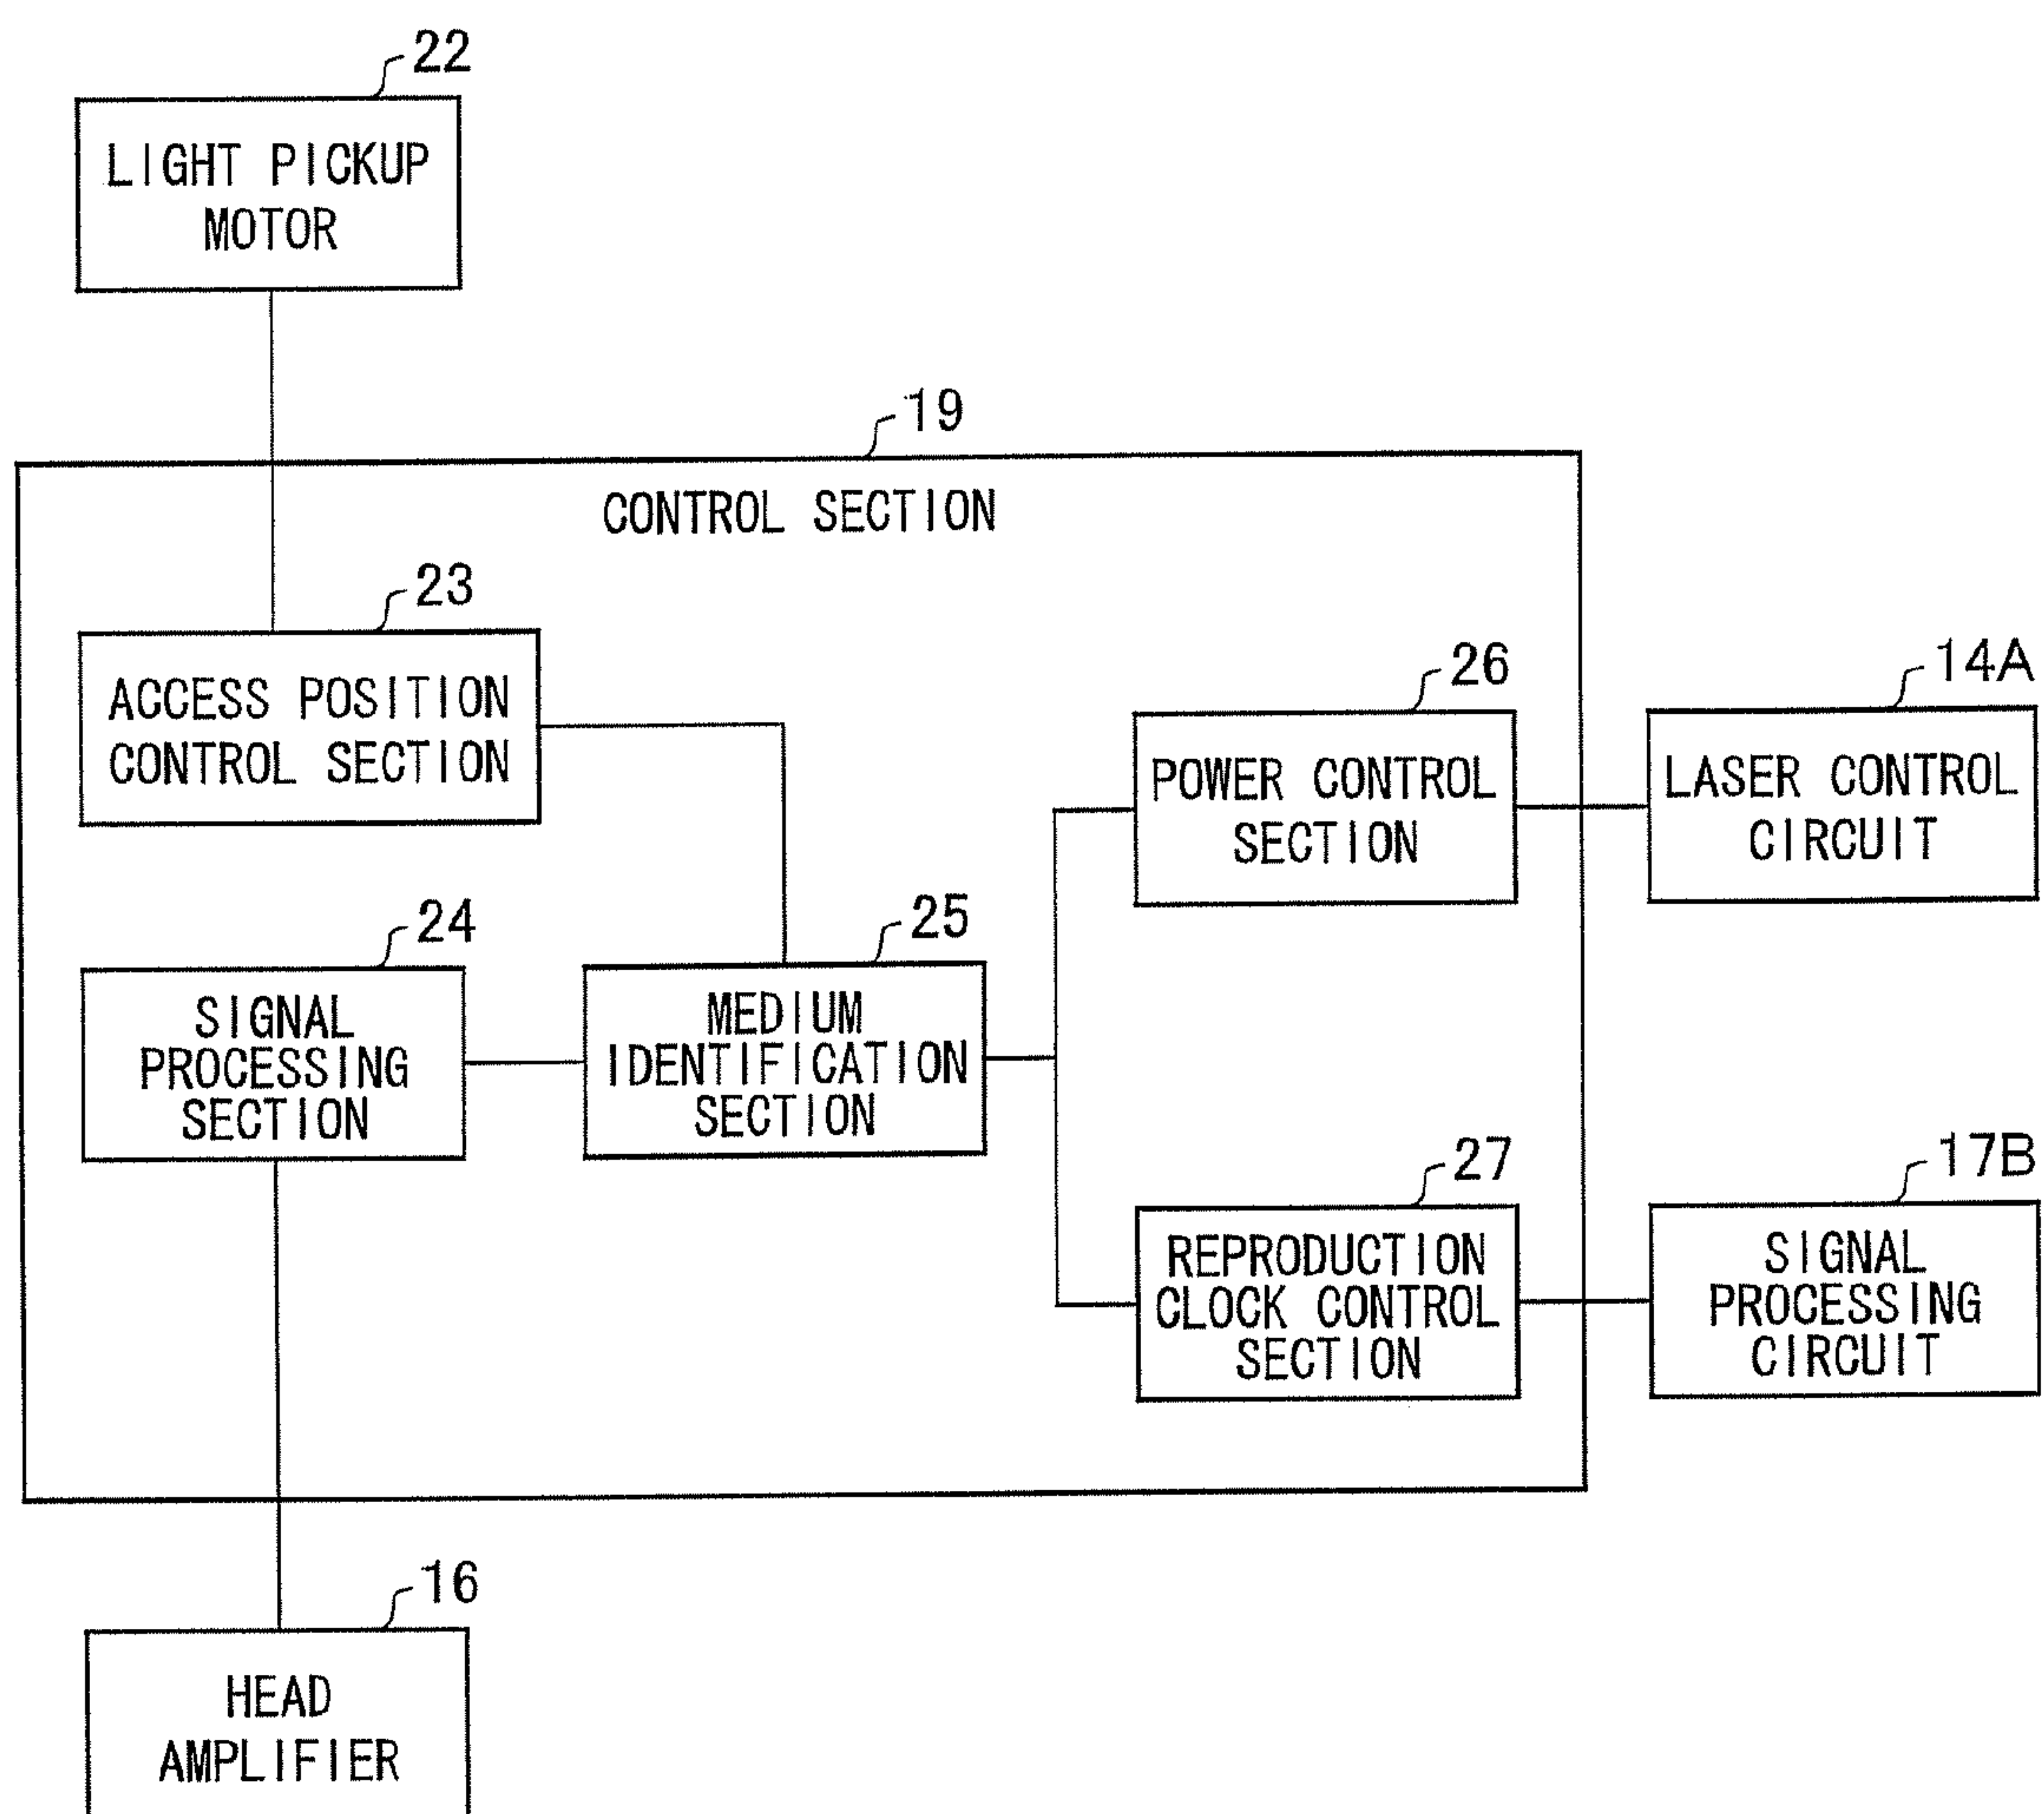 22
LIGHT PICKUP
MOTOR
19
CONTROL SECTION
23
ACCESS POSITION
CONTROL SECTION
26
POWER CONTROL
SECTION
14A
LASER CONTROL
CIRCUIT
24
SIGNAL
PROCESSING
SECTION
25
MEDIUM
IDENTIFICATION
SECTION
27
REPRODUCTION
CLOCK CONTROL
SECTION
17B
SIGNAL
PROCESSING
CIRCUIT
16
HEAD
AMPLIFIER